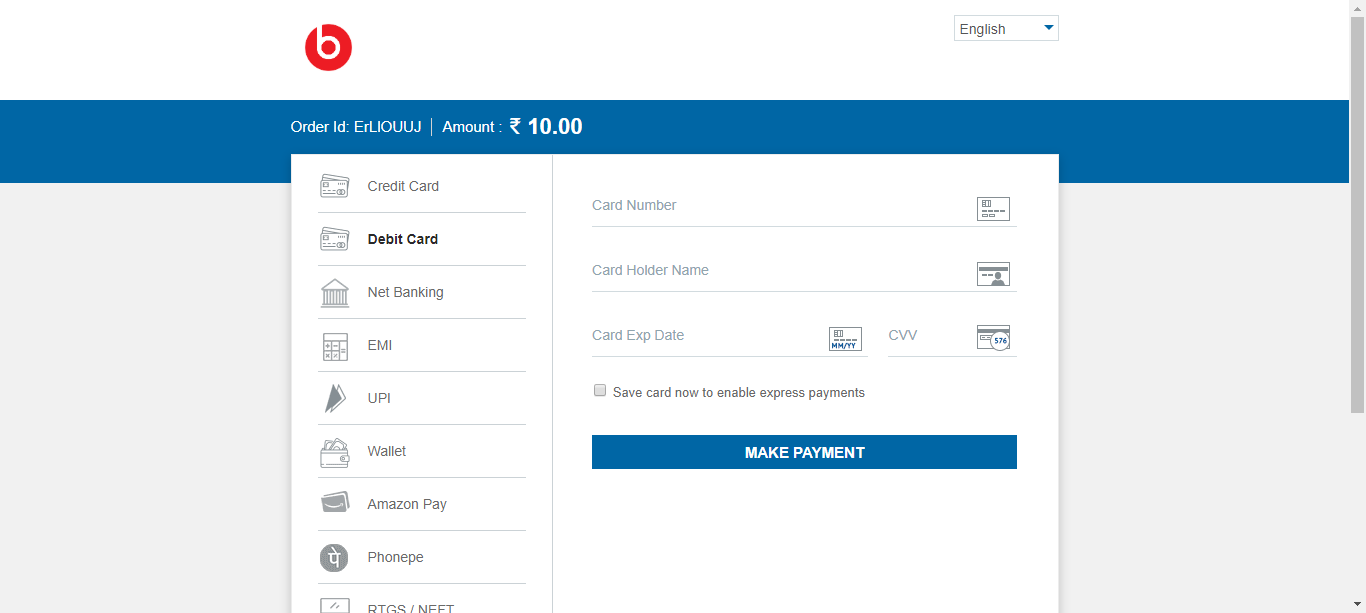 b
English
Order Id: ErLIOUUJ | Amount : ₹ 10.00
Credit Card
Debit Card
Net Banking
EMI
UPI
Wallet
Amazon Pay
पे Phonepe
RTGS / NEFT
Card Number
Card Holder Name
Card Exp Date MM/YY CVV 576
Save card now to enable express payments
MAKE PAYMENT